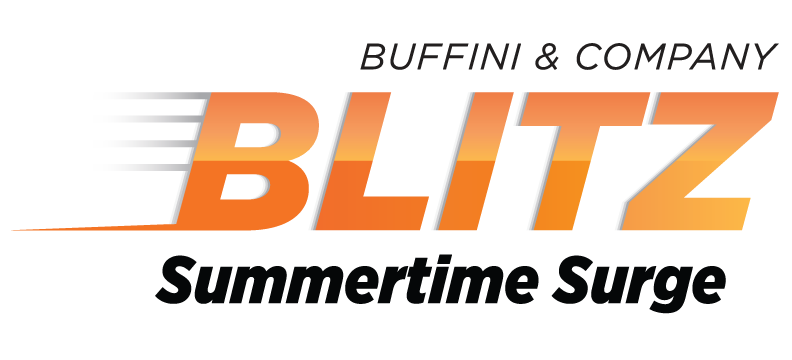 BUFFINI & COMPANY
BLITZ
Summertime Surge